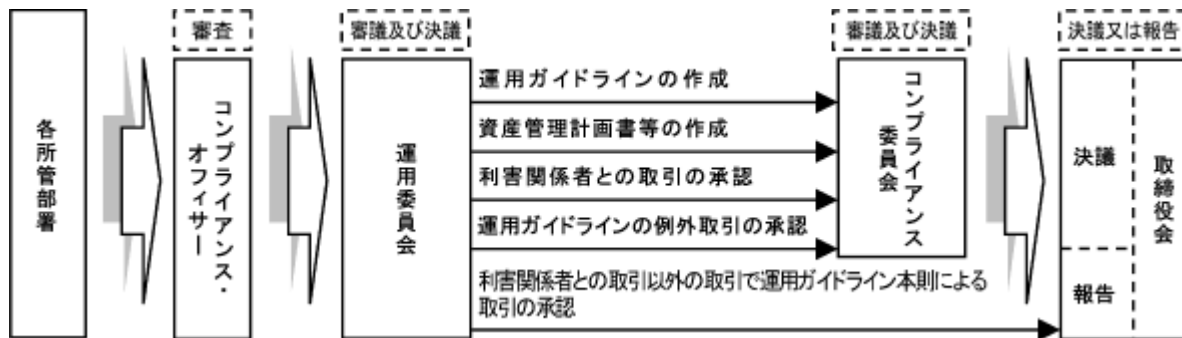 審査
審議及び決議
審議及び決議
決議又は報告
各所管部署
コンプライアンス・
オフィサー
運用委員会
運用ガイドラインの作成
資産管理計画書等の作成
利害関係者との取引の承認
運用ガイドラインの例外取引の承認
利害関係者との取引以外の取引で運用ガイドライン本則による
取引の承認
コンプライアンス
委員会
決議
報告
取締役会